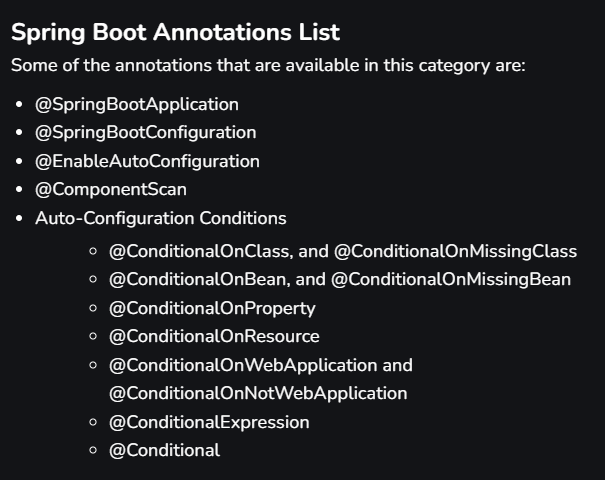 Spring Boot Annotations List
Some of the annotations that are available in this category are:
@SpringBootApplication
@SpringBootConfiguration
@EnableAutoConfiguration
@ComponentScan
Auto-Configuration Conditions
@ConditionalOnClass, and @ConditionalOnMissingClass
@ConditionalOnBean, and @ConditionalOnMissingBean
@ConditionalOnProperty
@ConditionalOnResource
@ConditionalOnWebApplication and
@ConditionalOnNotWebApplication
@ConditionalExpression
@Conditional